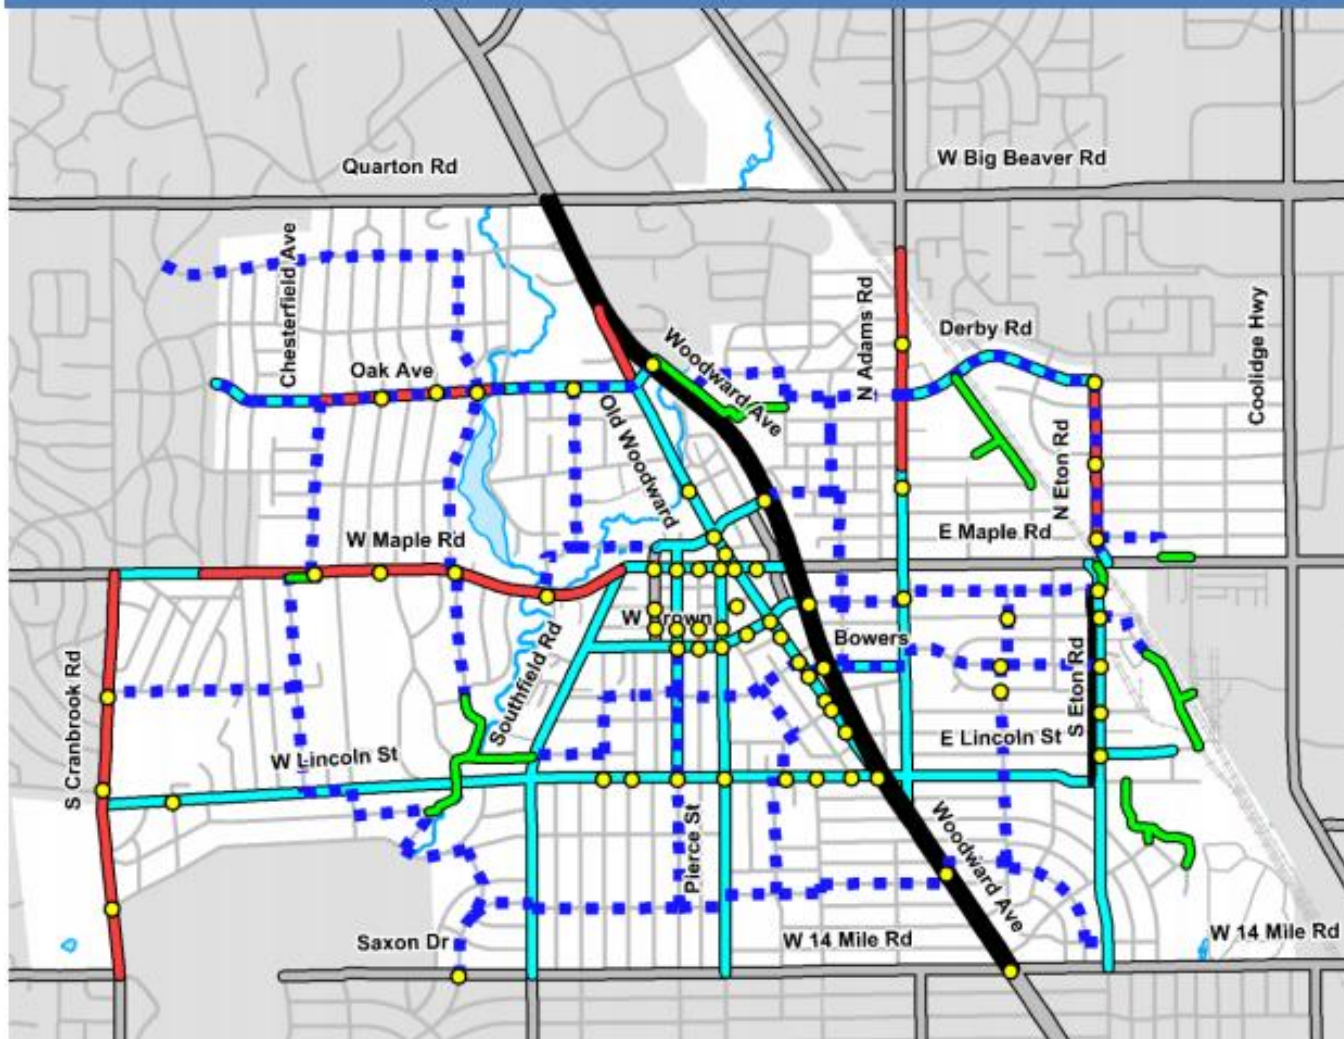 Quarton Rd
W Big Beaver Rd
Chesterfield Ave
N Adams Rd
Derby Rd
Coolidge Hwy
Oak Ave
Woodward Ave
Old Woodward
N Eton Rd
W Maple Rd
E Maple Rd
W Brown
Bowers
Southfield Rd
S Cranbrook Rd
S Eton Rd
E Lincoln St
W Lincoln St
Pierce St
Woodward Ave
Saxon Dr
W 14 Mile Rd
W 14 Mile Rd